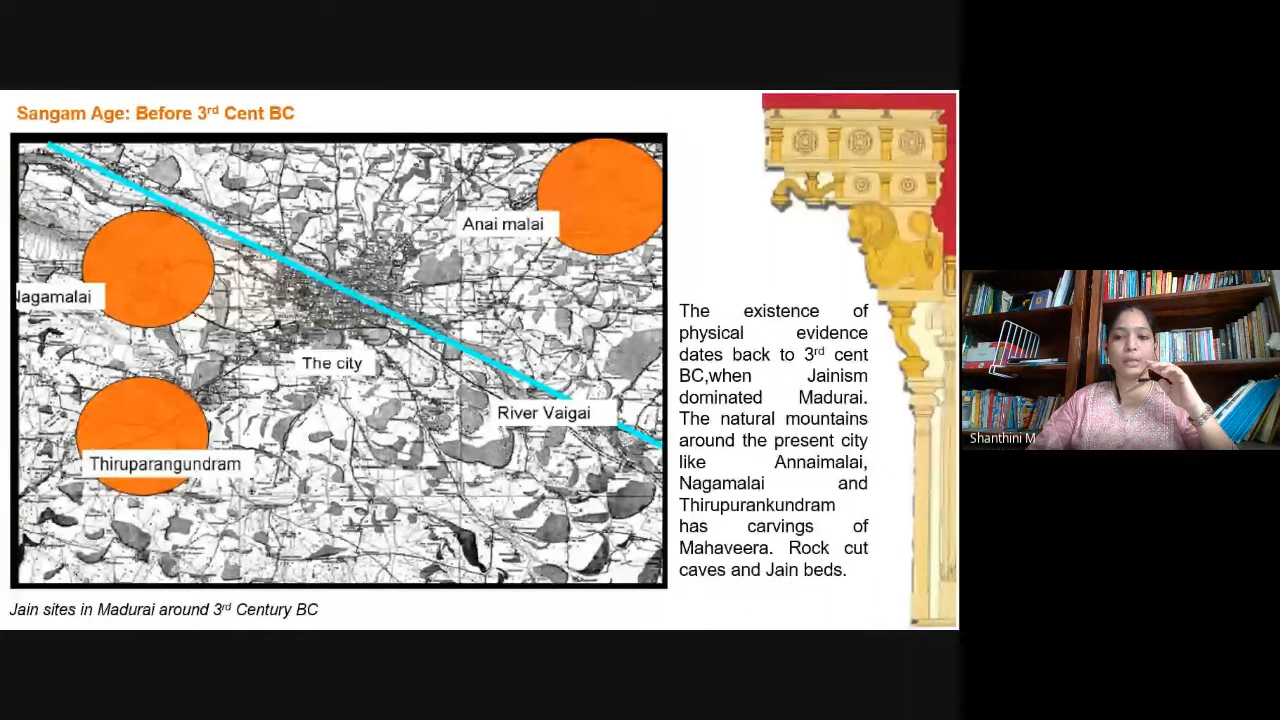 Sangam Age: Before 3rd Cent BC
Anai malai
Nagamalai
The city
River Vaigai
Thiruparangundram
Jain sites in Madurai around 3rd Century BC
The existence of
physical evidence
dates back to 3rd cent
BC,when Jainism
dominated Madurai.
The natural mountains
around the present city
like Annaimalai,
Nagamalai and
Thirupurankundram
has carvings of
Mahaveera. Rock cut
caves and Jain beds.
Shanthini M